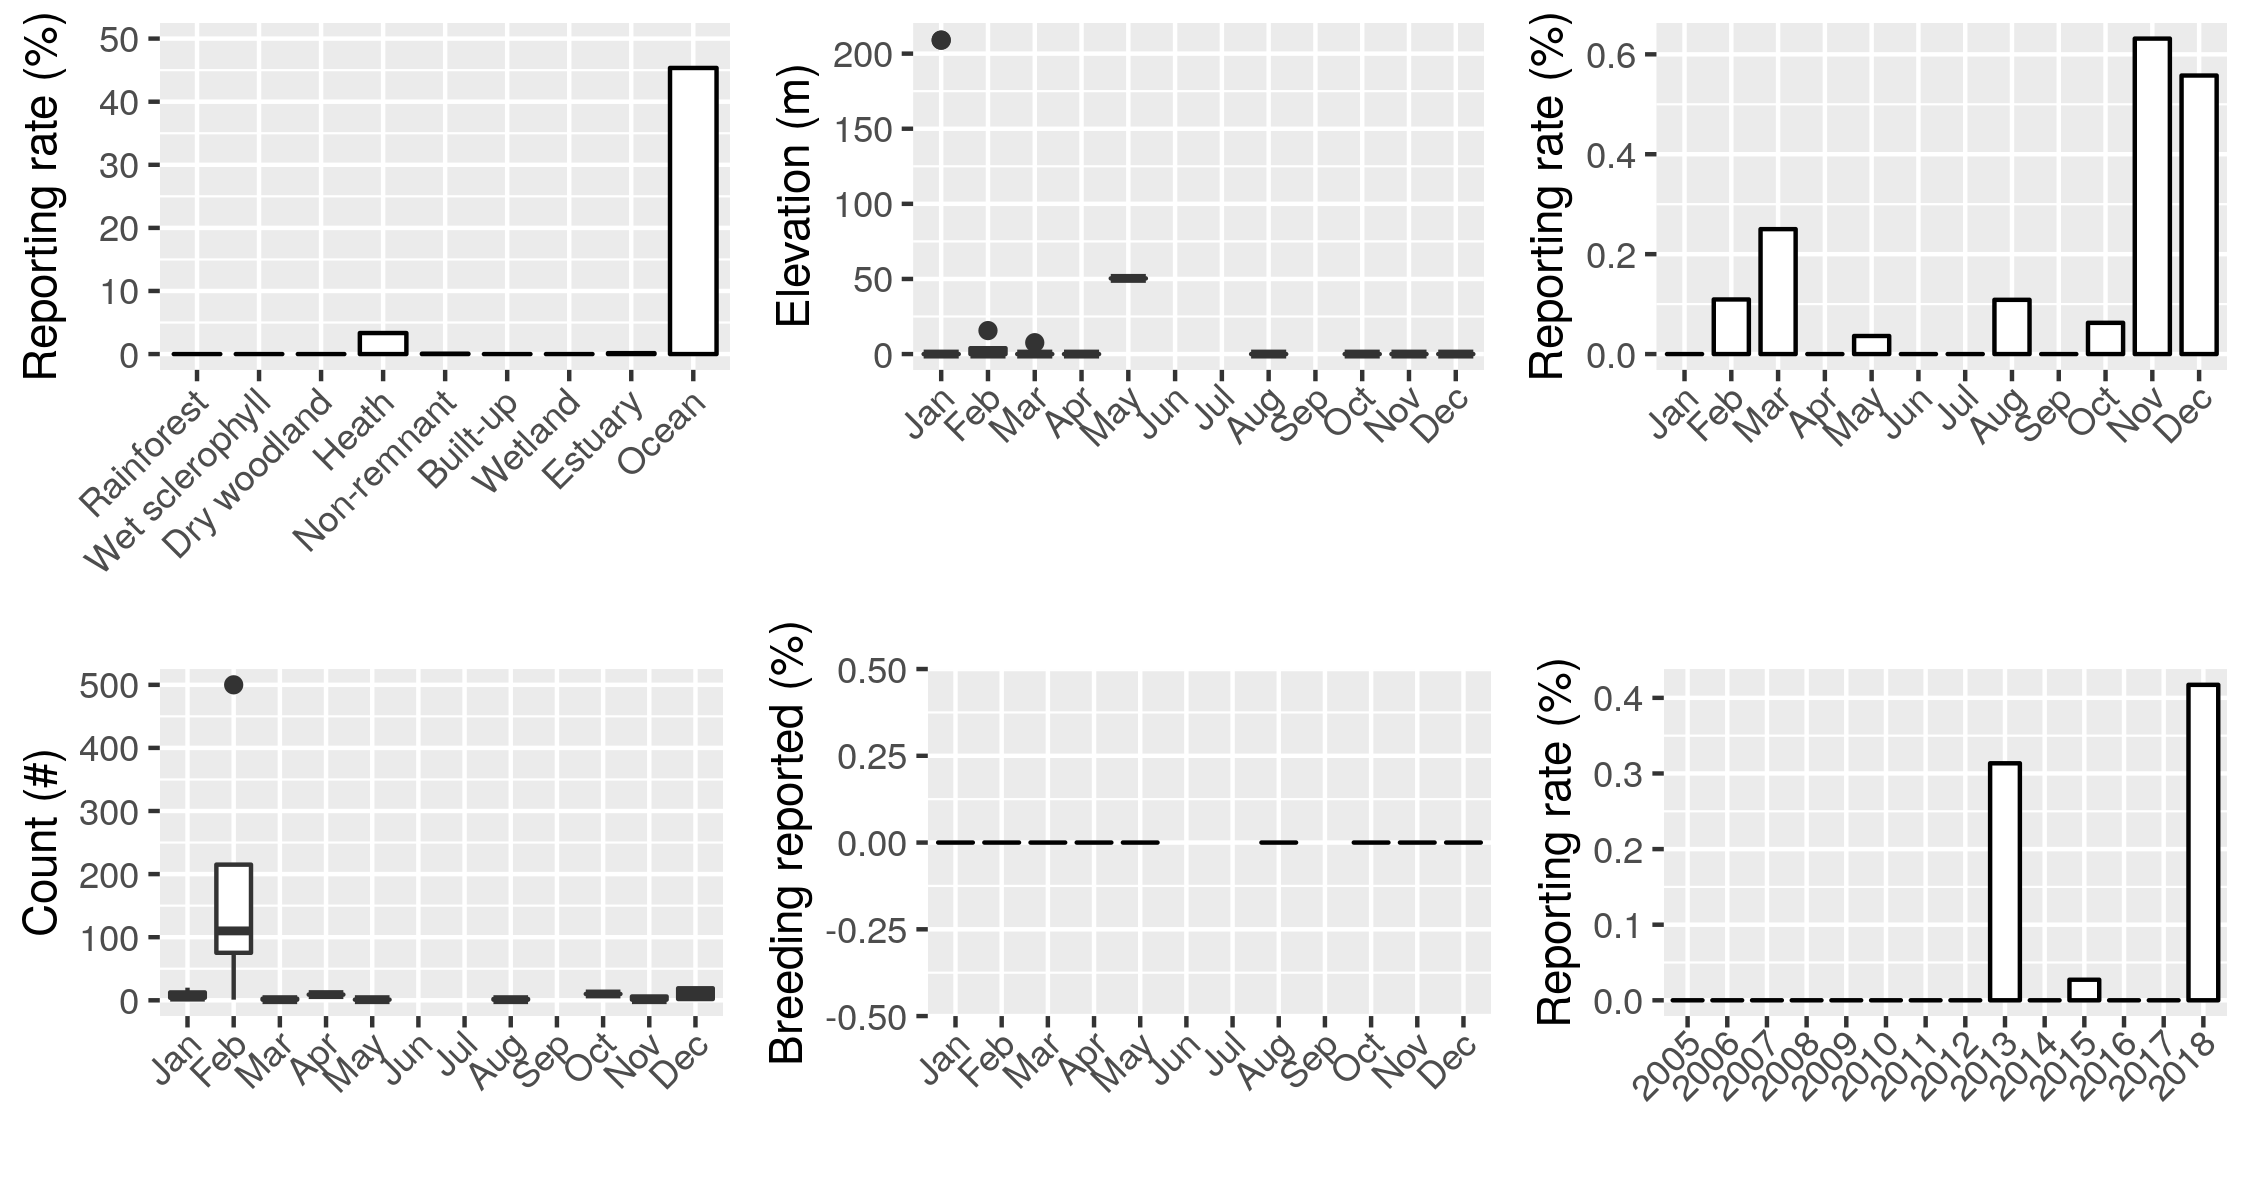 Reporting rate (%)
50
40
30
20
10
0
Rainforest
Wet sclerophyll
Dry woodland
Heath
Non-remnant
Built-up
Wetland
Estuary
Ocean
Elevation (m)
200
150
100
50
0
Jan
Feb
Mar
Apr
May
Jun
Jul
Aug
Sep
Oct
Nov
Dec
Reporting rate (%)
0.6
0.4
0.2
0.0
Jan
Feb
Mar
Apr
May
Jun
Jul
Aug
Sep
Oct
Nov
Dec
Count (#)
500
400
300
200
100
0
Jan
Feb
Mar
Apr
May
Jun
Jul
Aug
Sep
Oct
Nov
Dec
Breeding reported (%)
0.50
0.25
0.00
-0.25
-0.50
Jan
Feb
Mar
Apr
May
Jun
Jul
Aug
Sep
Oct
Nov
Dec
Reporting rate (%)
0.4
0.3
0.2
0.1
0.0
2005
2006
2007
2008
2009
2010
2011
2012
2013
2014
2015
2016
2017
2018